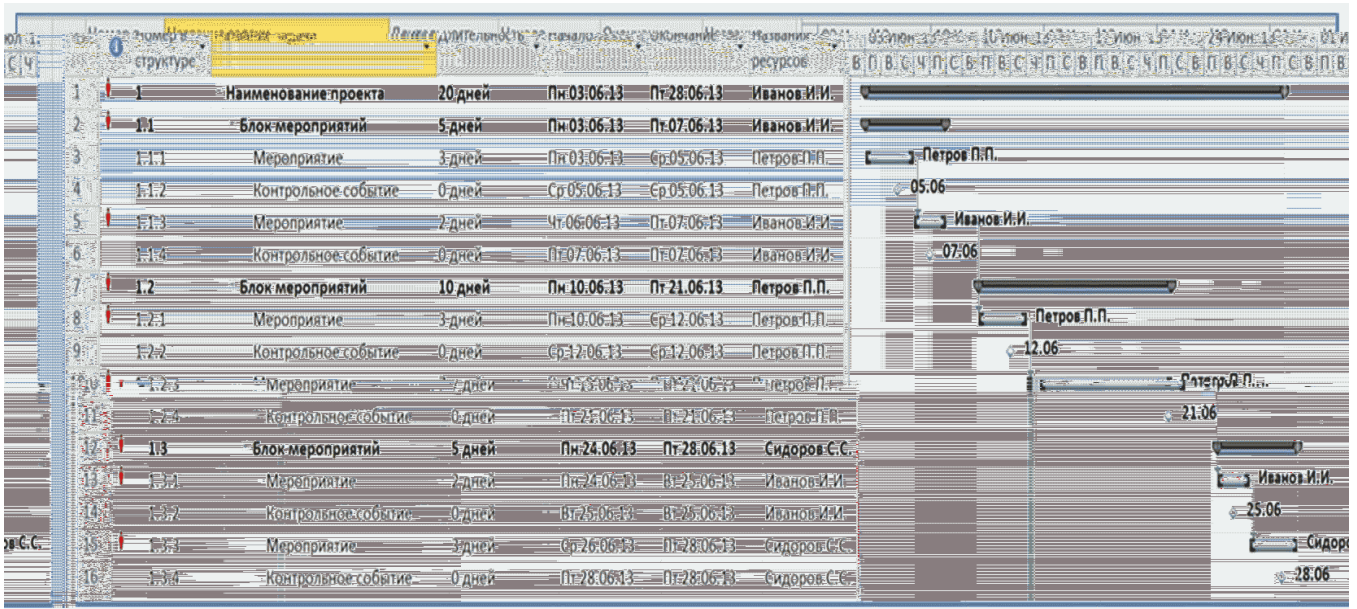 структуре ресурсов
1 1 Наименование проекта 20 дней Пн 03.06.13 Пт 28.06.13 Иванов И.И.
2 1.1 Блок мероприятий 5 дней Пн 03.06.13 Пт 07.06.13 Иванов И.И.
3 1.1.1 Мероприятие 3 дней Пн 03.06.13 Ср 05.06.13 Петров П.П. Петров П.П.
4 1.1.2 Контрольное событие 0 дней Ср 05.06.13 Ср 05.06.13 Петров П.П. 05.06
5 1.1.3 Мероприятие 2 дней Чт 06.06.13 Пт 07.06.13 Иванов И.И. Иванов И.И.
6 1.1.4 Контрольное событие 0 дней Пт 07.06.13 Пт 07.06.13 Иванов И.И. 07.06
7 1.2 Блок мероприятий 10 дней Пн 10.06.13 Пт 21.06.13 Петров П.П.
8 1.2.1 Мероприятие 3 дней Пн 10.06.13 Ср 12.06.13 Петров П.П. Петров П.П.
9 1.2.2 Контрольное событие 0 дней Ср 12.06.13 Ср 12.06.13 Петров П.П. 12.06
10 1.2.3 Мероприятие Петров П.П.
11 1.2.4 Контрольное событие 0 дней Пт 21.06.13 Пт 21.06.13 Петров П.П. 21.06
12 1.3 Блок мероприятий 5 дней Пн 24.06.13 Пт 28.06.13 Сидоров С.С.
13 1.3.1 Мероприятие 2 дней Пн 24.06.13 Вт 25.06.13 Иванов И.И. Иванов И.И.
14 1.3.2 Контрольное событие 0 дней Вт 25.06.13 Вт 25.06.13 Иванов И.И. 25.06
15 1.3.3 Мероприятие 3 дней Ср 26.06.13 Пт 28.06.13 Сидоров С.С.
16 1.3.4 Контрольное событие 0 дней Пт 28.06.13 Пт 28.06.13 Сидоров С.С. 28.06